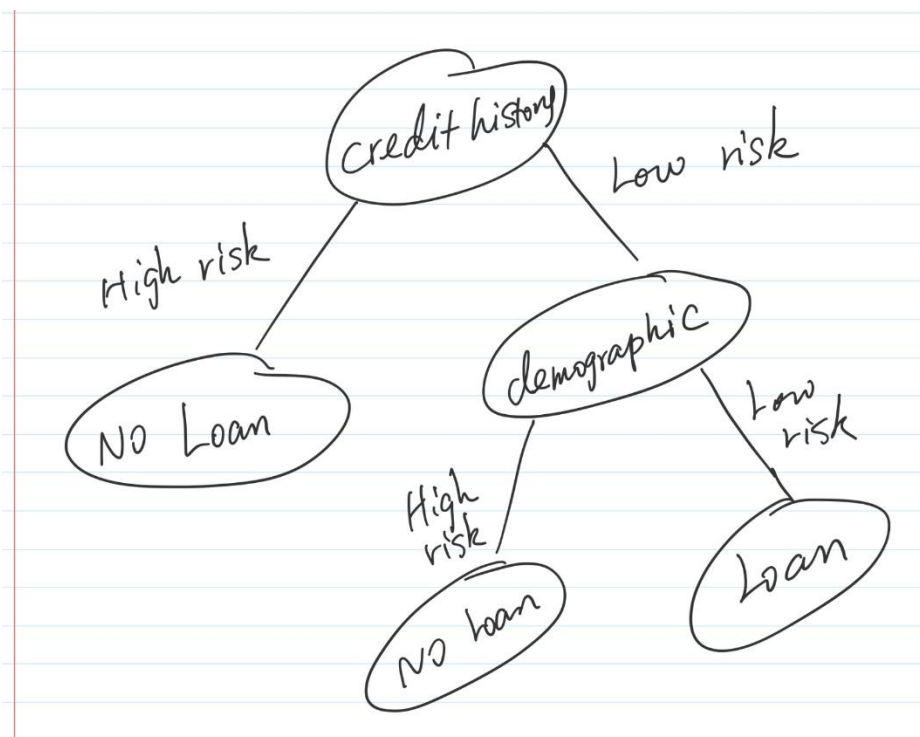 credit history
Low risk
High risk
demographic
NO Loan
Low
risk
High
risk
Loan
NO Loan